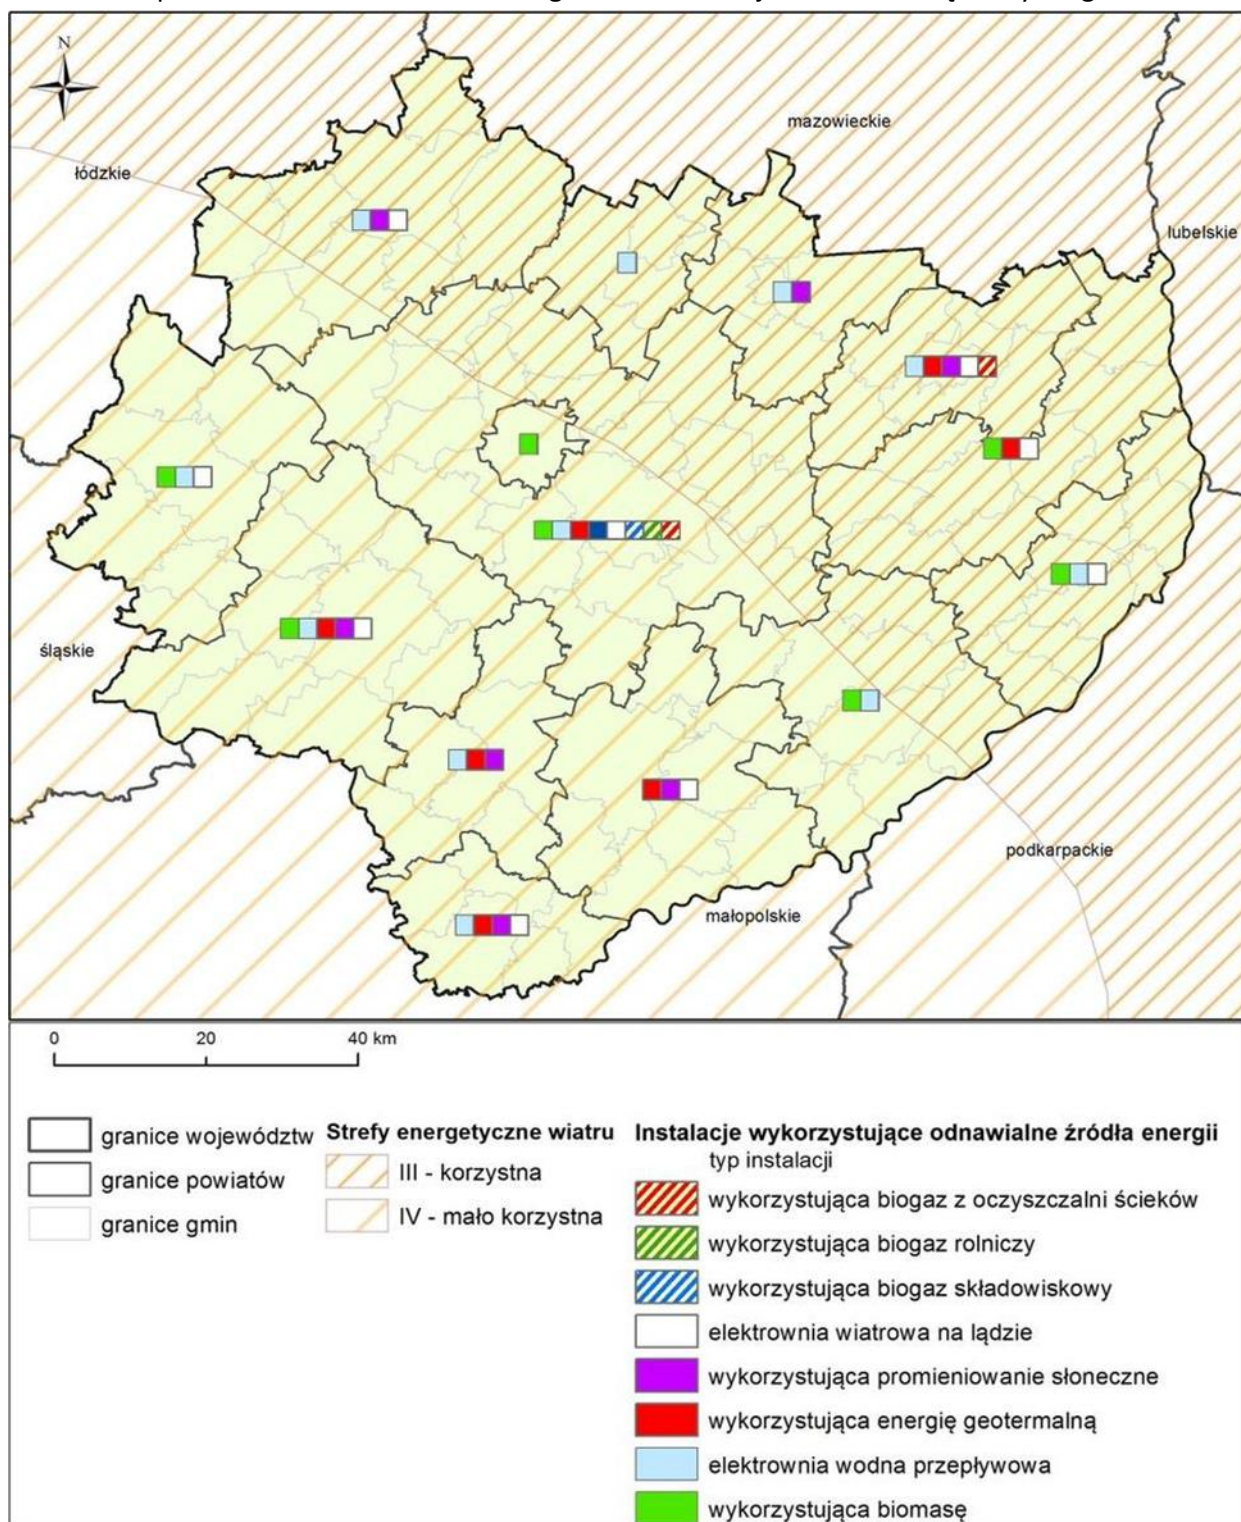 N
mazowieckie
łódzkie
lubelskie
śląskie
podkarpackie
małopolskie
0 20 40 km
granice województw
granice powiatów
granice gmin
Strefy energetyczne wiatru
III - korzystna
IV - mało korzystna
Instalacje wykorzystujące odnawialne źródła energii
typ instalacji
wykorzystująca biogaz z oczyszczalni ścieków
wykorzystująca biogaz rolniczy
wykorzystująca biogaz składowiskowy
elektrownia wiatrowa na lądzie
wykorzystująca promieniowanie słoneczne
wykorzystująca energię geotermalną
elektrownia wodna przepływowa
wykorzystująca biomasę